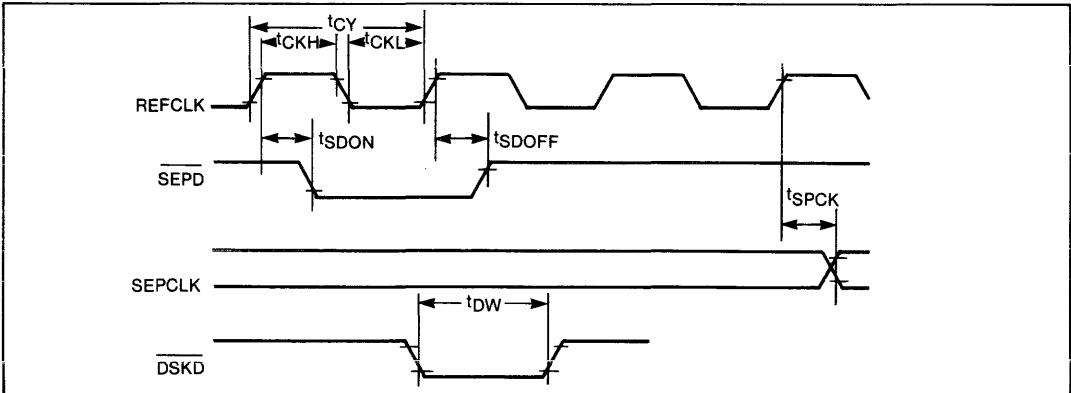 tCY
tCKH
tCKL
REFCLK
tSDON
tSDOFF
SEPD
tSPCK
SEPCLK
tDW
DSKD